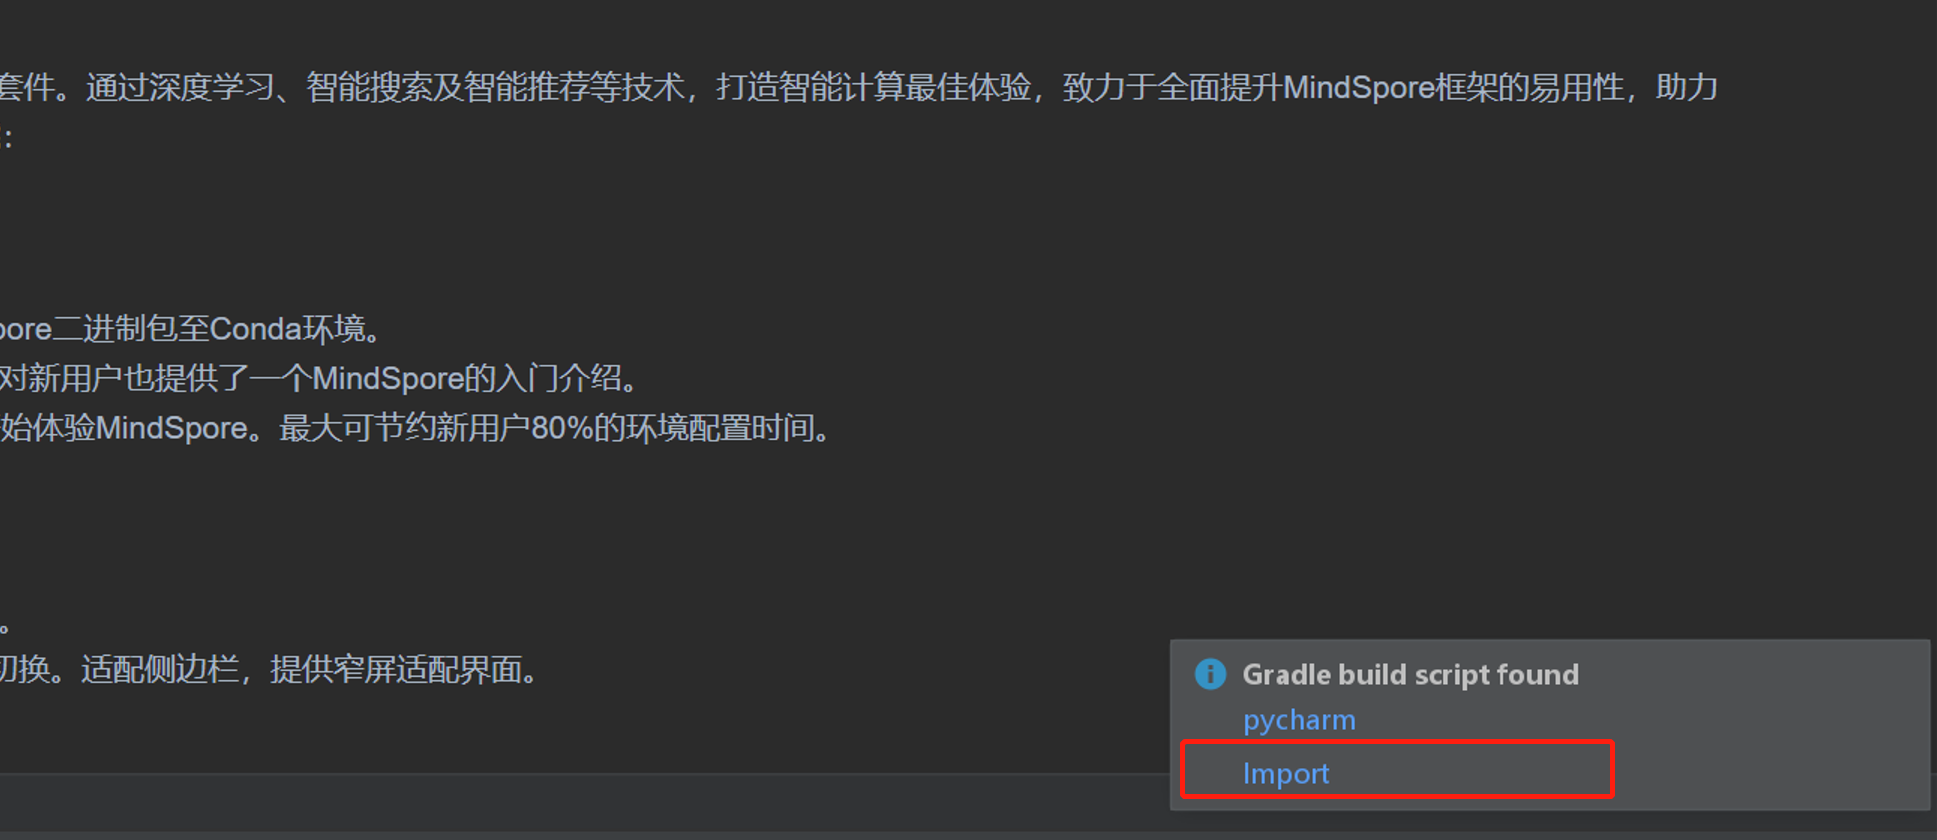 套件。通过深度学习、智能搜索及智能推荐等技术，打造智能计算最佳体验，致力于全面提升MindSpore框架的易用性，助力
:
pore二进制包至Conda环境。
对新用户也提供了一个MindSpore的入门介绍。
始体验MindSpore。最大可节约新用户80%的环境配置时间。
。
切换。适配侧边栏，提供窄屏适配界面。
Gradle build script found
pycharm
Import